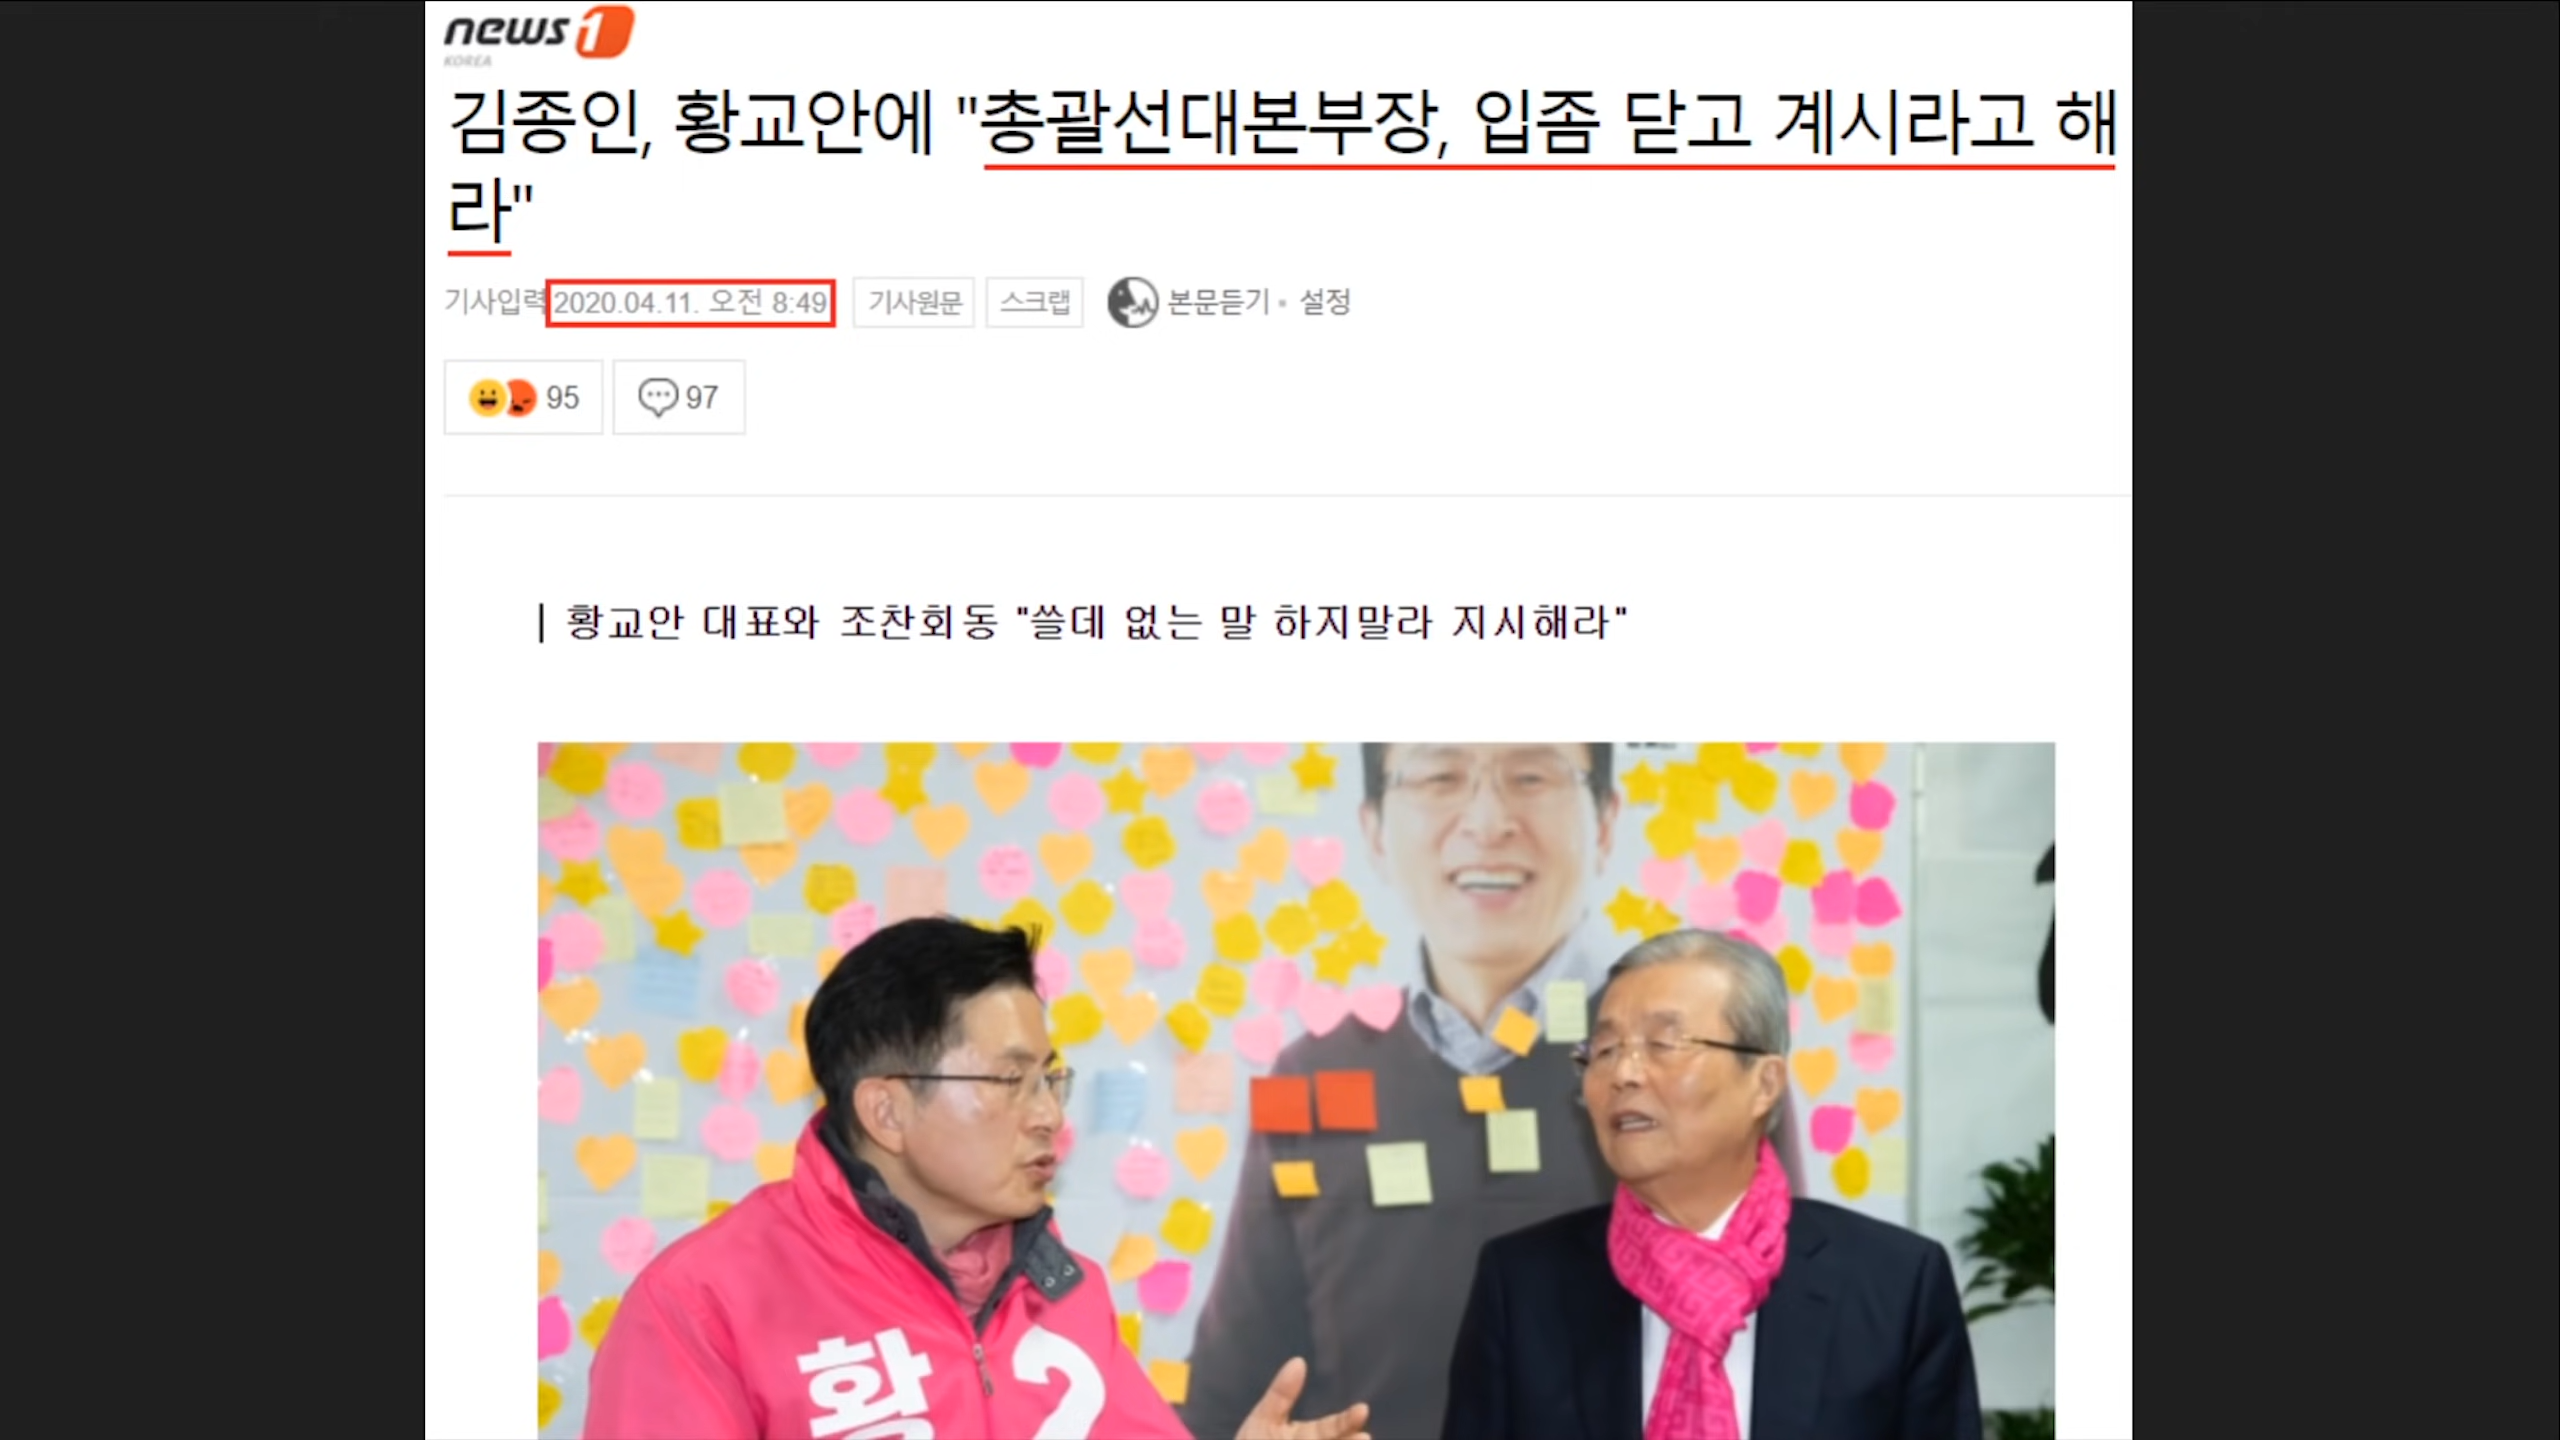 news1
KOREA
김종인, 황교안에 "총괄선대본부장, 입좀 닫고 계시라고 해
라"
기사입력 2020.04.11. 오전 8:49 기사원문 스크랩 본문듣기 · 설정
95 97
| 황교안 대표와 조찬회동 "쓸데 없는 말 하지말라 지시해라"
황 2